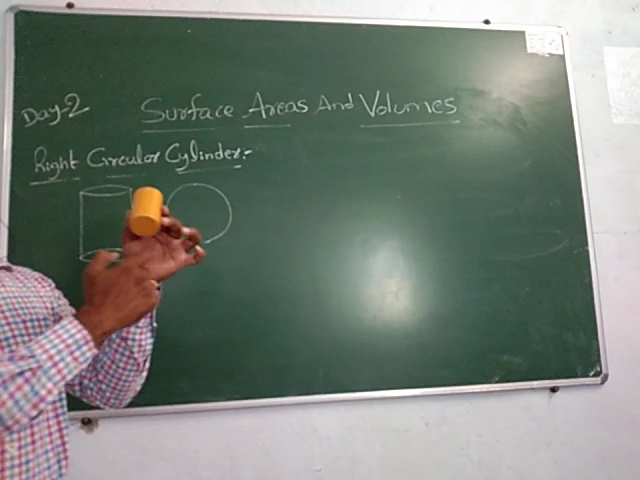 Day-2
Surface Areas And Volumes
Right Circular Cylinder:-